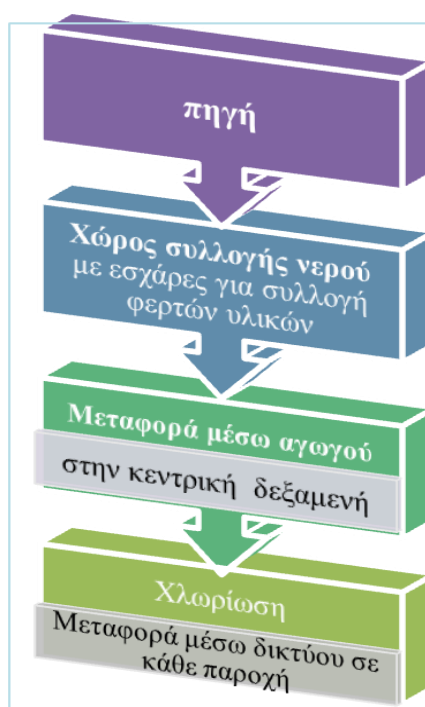 πηγή
Χώρος συλλογής νερού
με εσχάρες για συλλογή
φερτών υλικών
Μεταφορά μέσω αγωγού
στην κεντρική δεξαμενή
Χλωρίωση
Μεταφορά μέσω δικτύου σε
κάθε παροχή